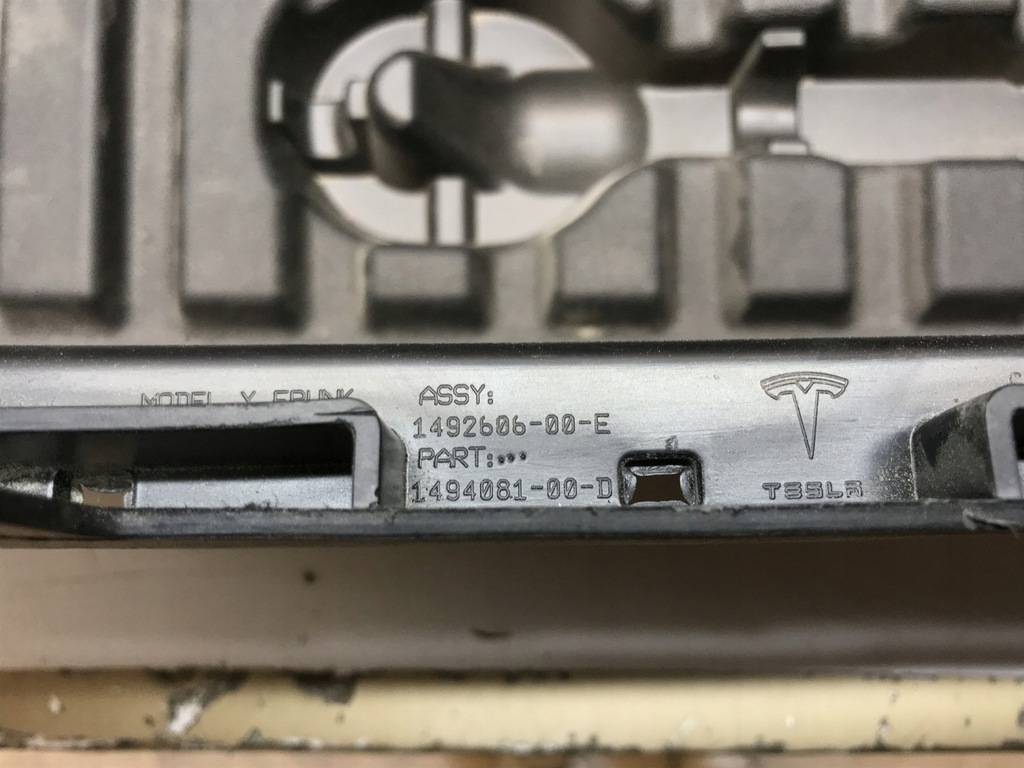 MODEL Y FRUNK
ASSY:
1492606-00-E
PART:...
1494081-00-D
TESLA